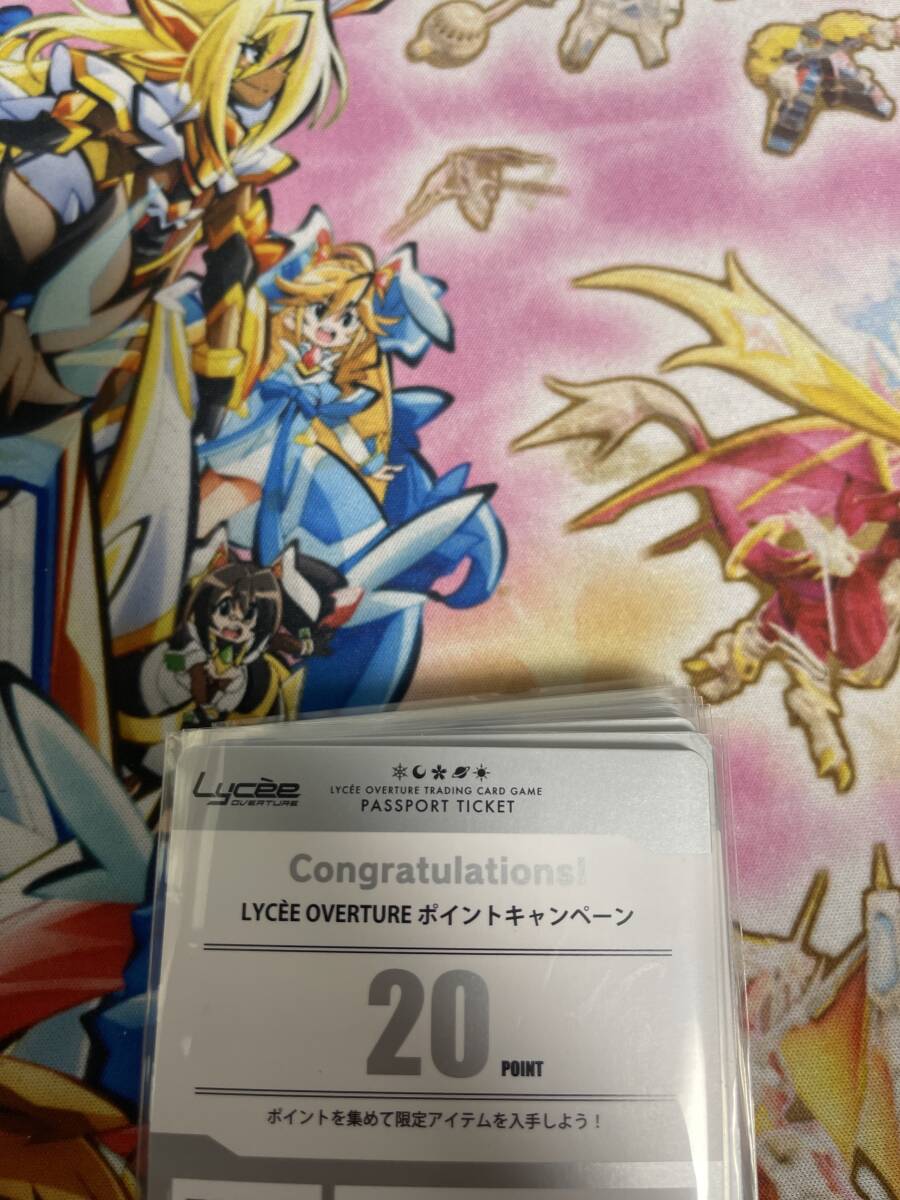 Lycèe
OVERTURE
LYCÉE OVERTURE TRADING CARD GAME
PASSPORT TICKET
Congratulations!
LYCÈE OVERTURE ポイントキャンペーン
20 POINT
ポイントを集めて限定アイテムを入手しよう！